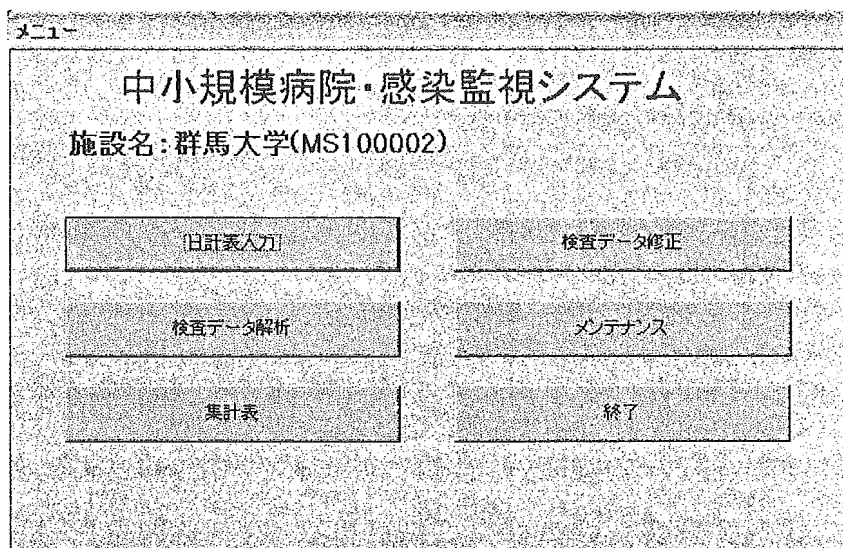 メニュー
中小規模病院・感染監視システム
施設名:群馬大学(MS100002)
日計表入力
検査データ修正
検査データ解析
メンテナンス
集計表
終了